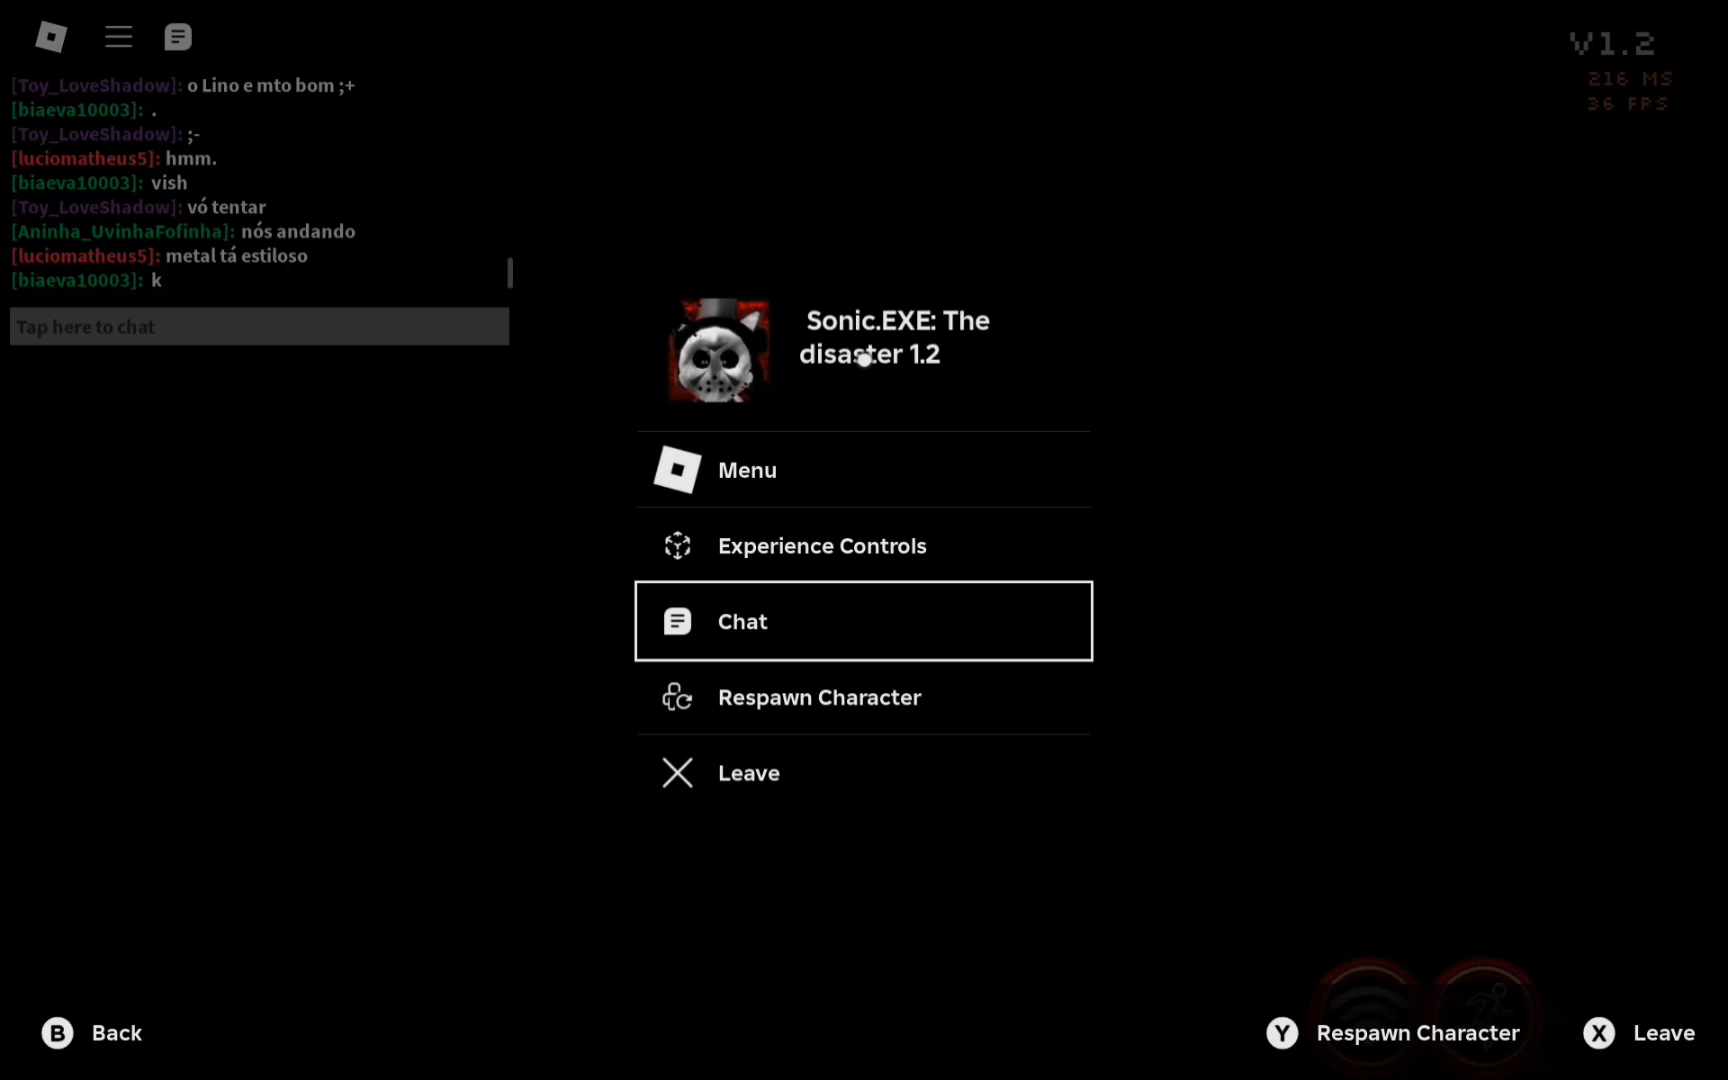 V1.2
216 MS
36 FPS
[Toy_LoveShadow]: o Lino e mto bom ;+
[biaeva10003]: .
[Toy_LoveShadow]: ;-
[luciomatheus5]: hmm.
[biaeva10003]: vish
[Toy_LoveShadow]: vó tentar
[Aninha_UvinhaFofinha]: nós andando
[luciomatheus5]: metal tá estiloso
[biaeva10003]: k
Tap here to chat
Sonic.EXE: The
disaster 1.2
Menu
Experience Controls
Chat
Respawn Character
Leave
B Back
Y Respawn Character
X Leave